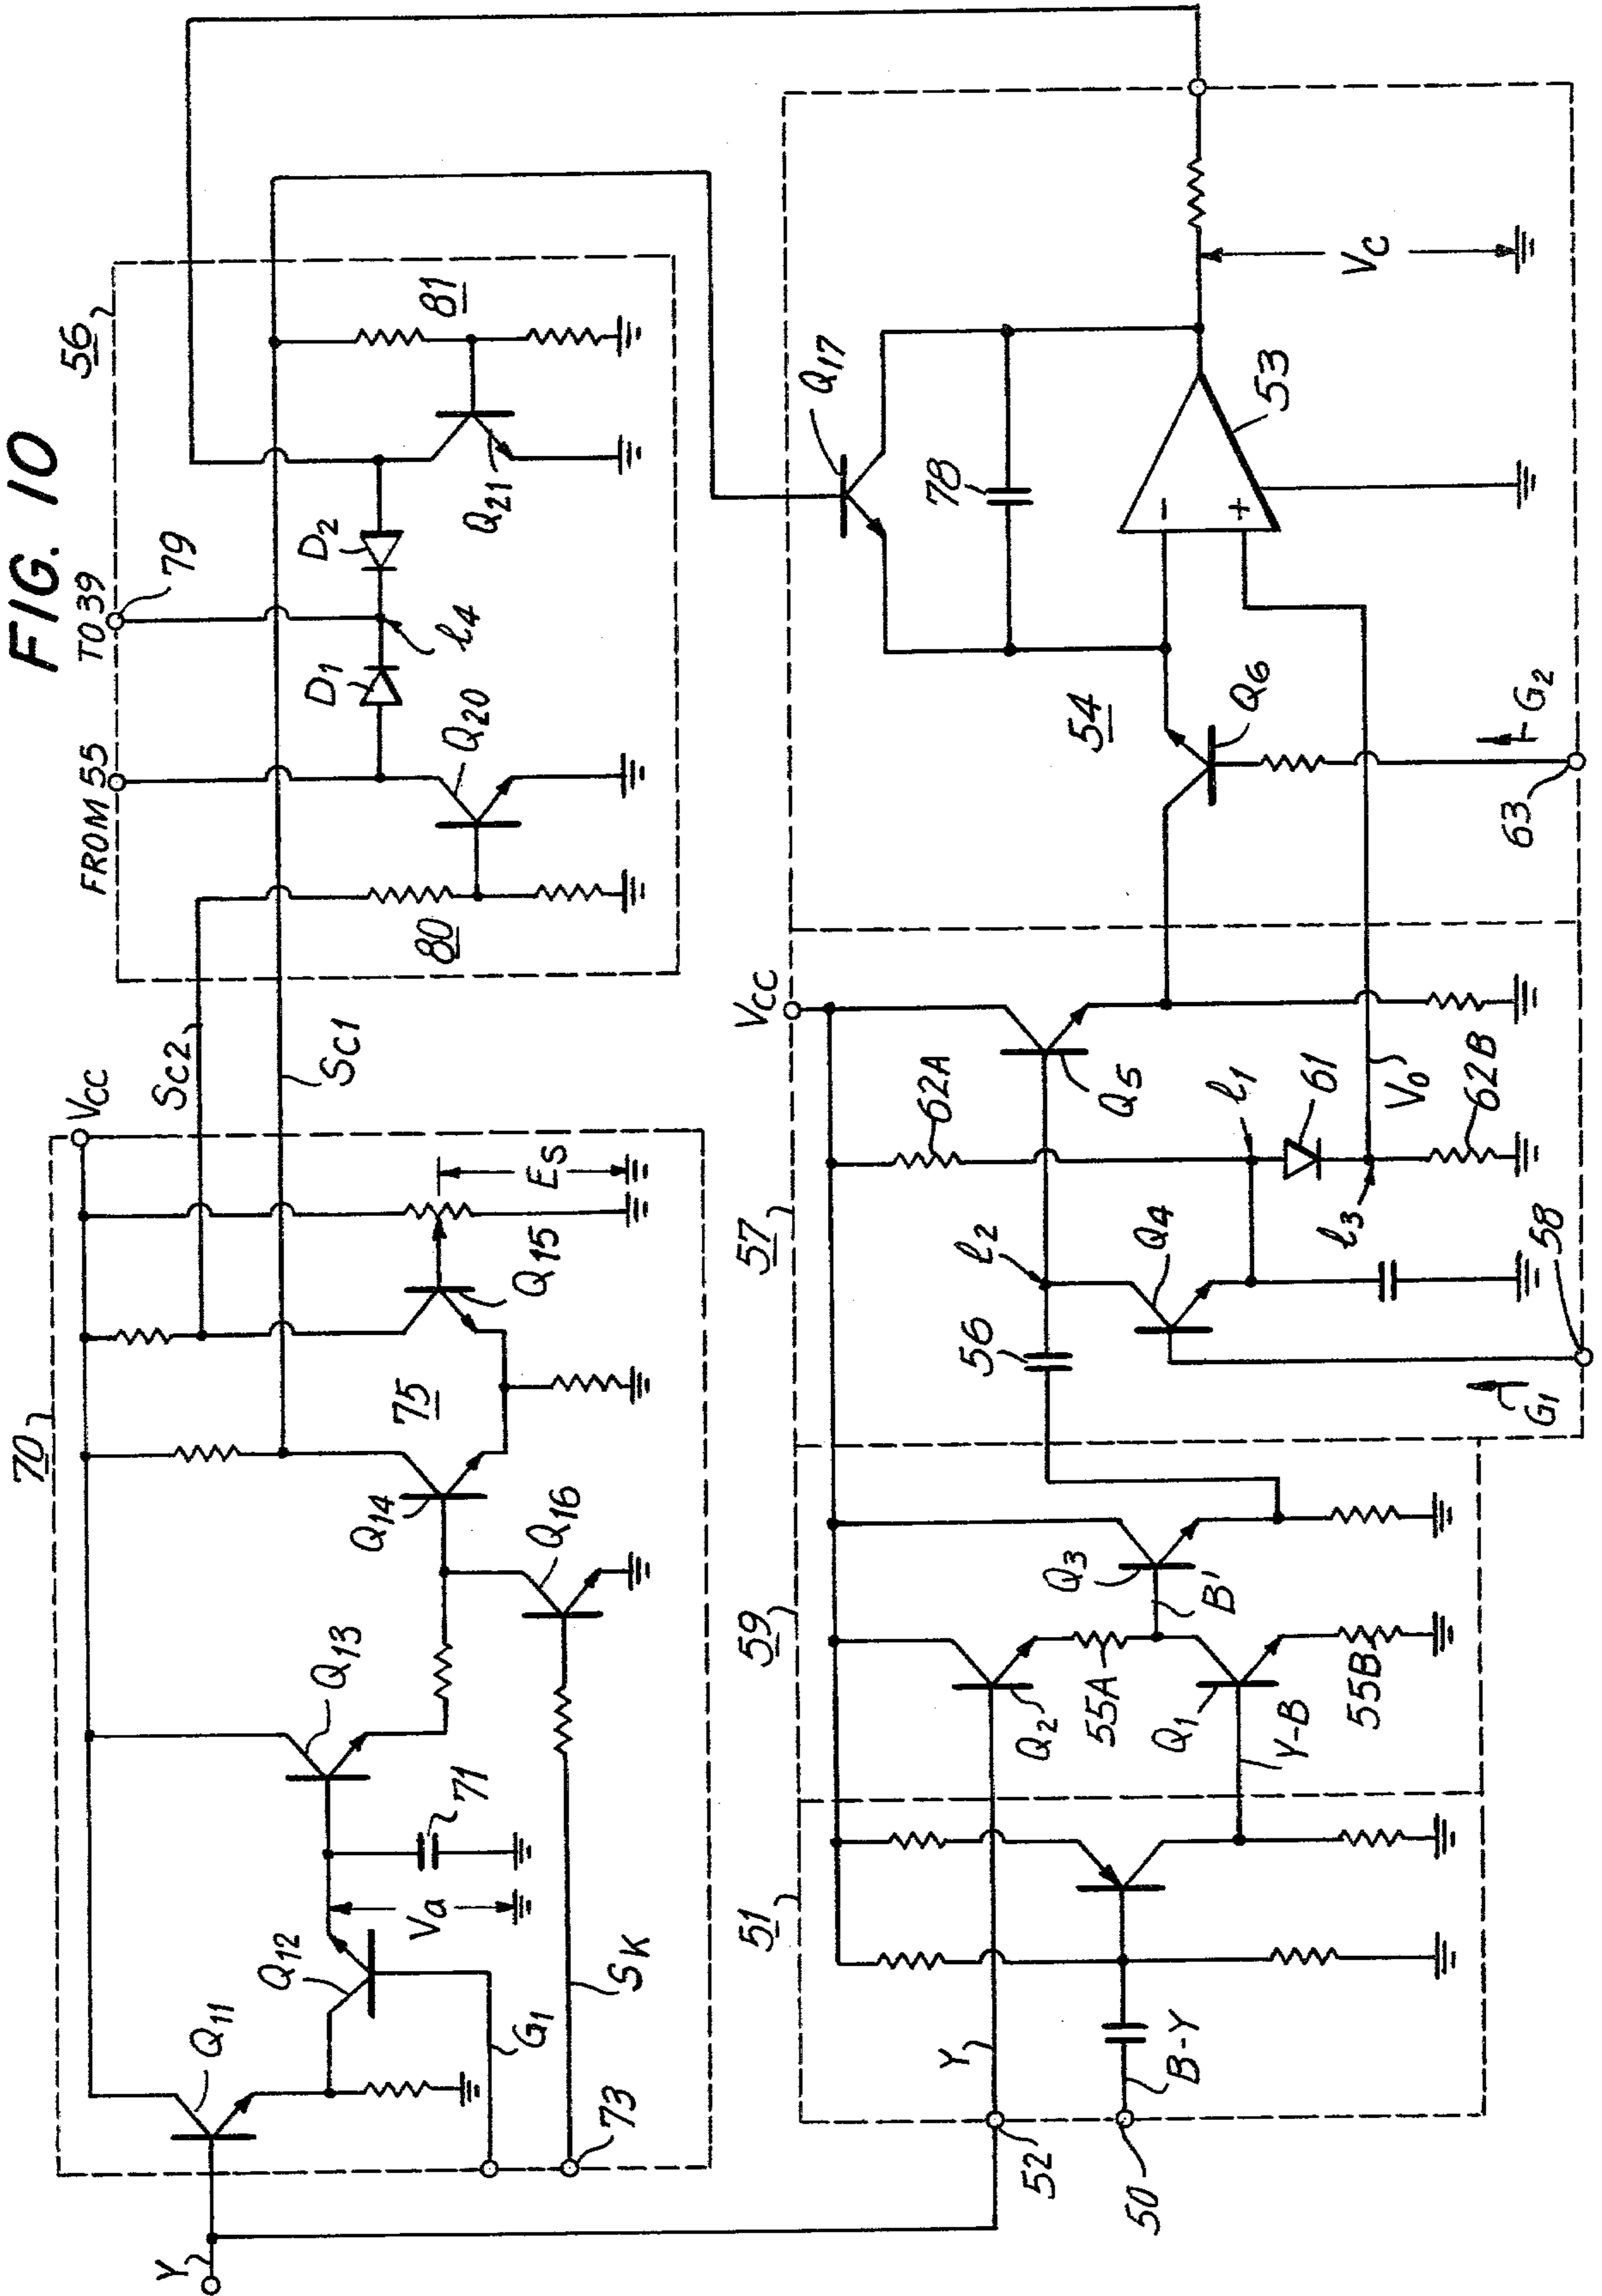 FIG. 10
Y
Q11
Q12
G1
Va
71
Q13
73
SK
Q16
Q14
70
75
Q15
ES
VCC
SC2
SC1
FROM 55
TO 39
79
56
80
Q20
D1
l4
D2
Q21
81
52'
50
Y
B-Y
51
Q2
55A
Q1
Y-B
55B
59
Q3
B'
56
l2
57
Q4
G1
58
l1
l3
61
62A
62B
V0
Q5
VCC
54
Q6
G2
63
Q17
78
-
+
53
VC